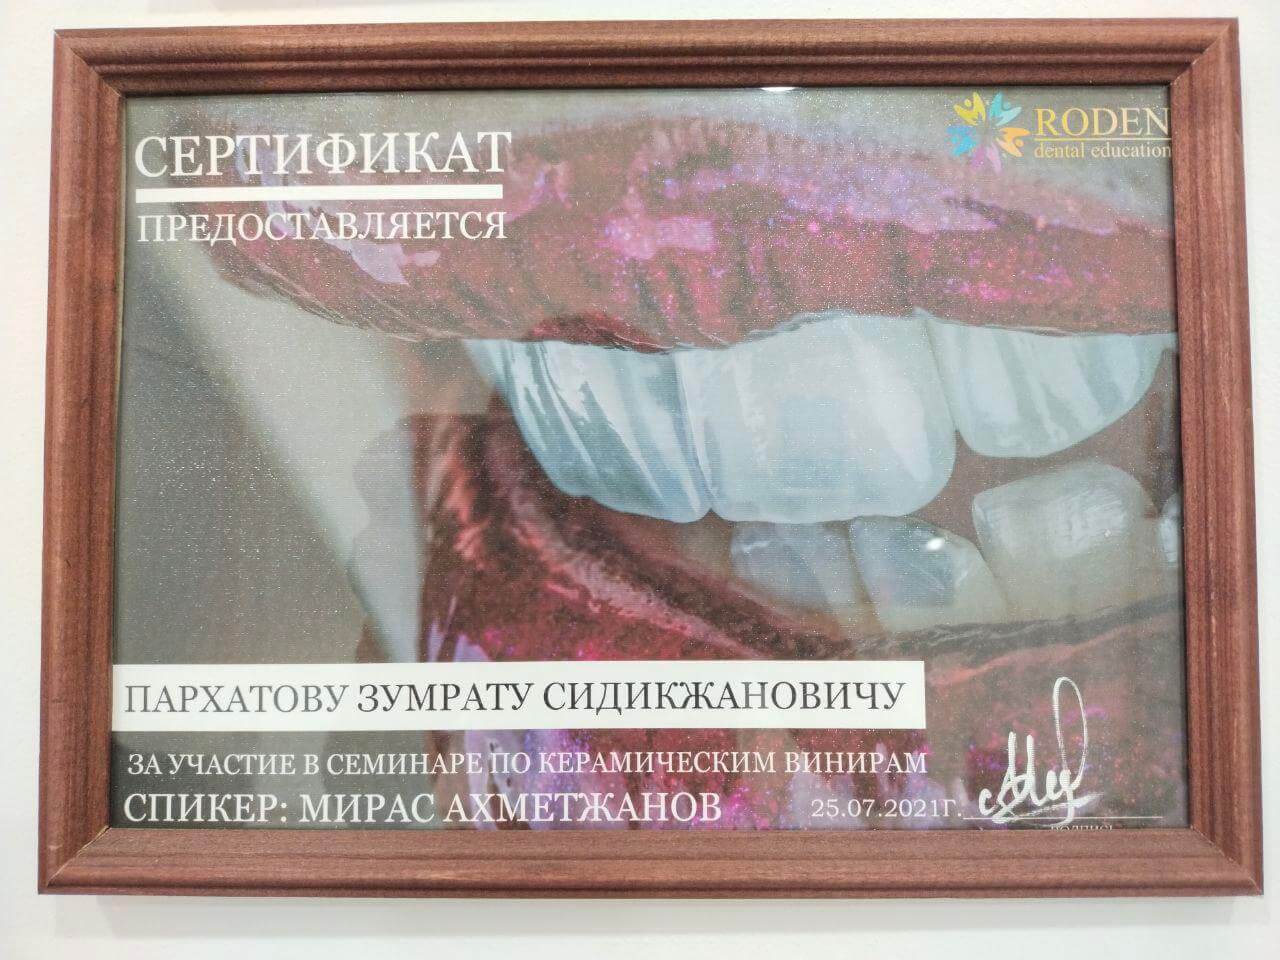 СЕРТИФИКАТ
ПРЕДОСТАВЛЯЕТСЯ
RODEN
dental education
ПАРХАТОВУ ЗУМРАТУ СИДИКЖАНОВИЧУ
ЗА УЧАСТИЕ В СЕМИНАРЕ ПО КЕРАМИЧЕСКИМ ВИНИРАМ
СПИКЕР: МИРАС АХМЕТЖАНОВ
25.07.2021Г.
подпись